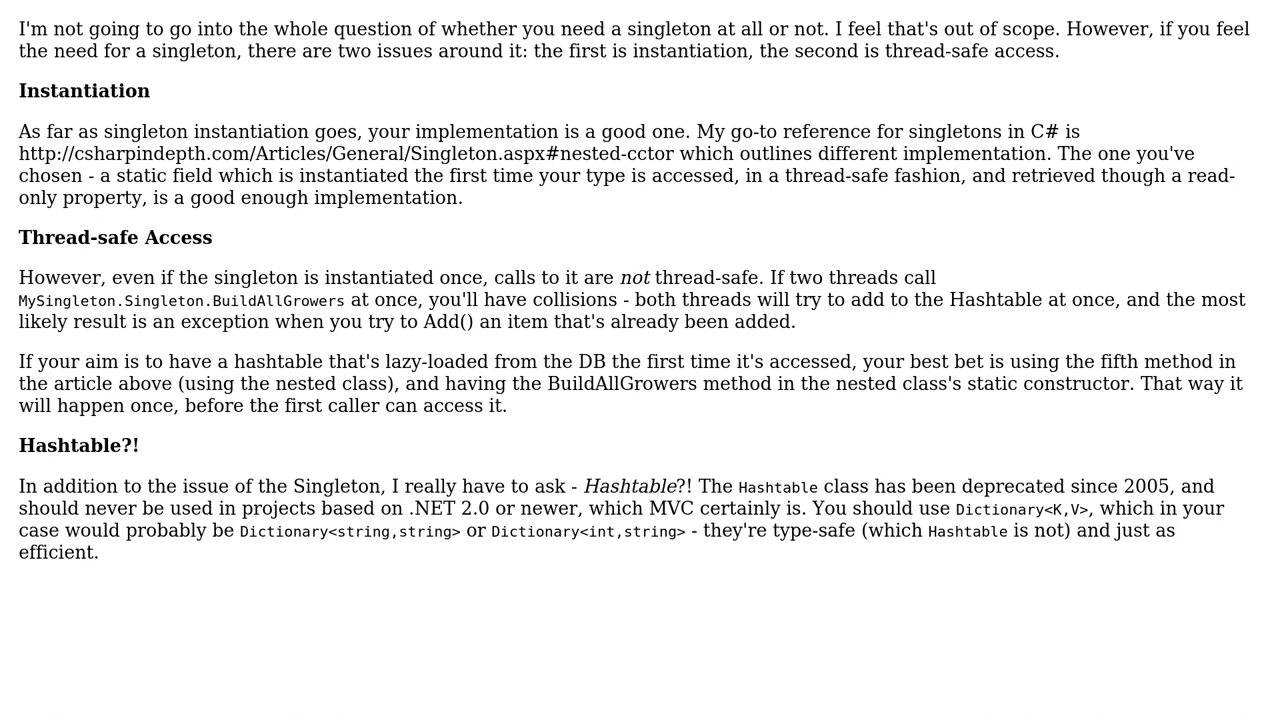 I'm not going to go into the whole question of whether you need a singleton at all or not. I feel that's out of scope. However, if you feel
the need for a singleton, there are two issues around it: the first is instantiation, the second is thread-safe access.
Instantiation
As far as singleton instantiation goes, your implementation is a good one. My go-to reference for singletons in C# is
http://csharpindepth.com/Articles/General/Singleton.aspx#nested-cctor which outlines different implementation. The one you've
chosen - a static field which is instantiated the first time your type is accessed, in a thread-safe fashion, and retrieved though a read-
only property, is a good enough implementation.
Thread-safe Access
However, even if the singleton is instantiated once, calls to it are not thread-safe. If two threads call
MySingleton.Singleton.BuildAllGrowers at once, you'll have collisions - both threads will try to add to the Hashtable at once, and the most
likely result is an exception when you try to Add() an item that's already been added.
If your aim is to have a hashtable that's lazy-loaded from the DB the first time it's accessed, your best bet is using the fifth method in
the article above (using the nested class), and having the BuildAllGrowers method in the nested class's static constructor. That way it
will happen once, before the first caller can access it.
Hashtable?!
In addition to the issue of the Singleton, I really have to ask - Hashtable?! The Hashtable class has been deprecated since 2005, and
should never be used in projects based on .NET 2.0 or newer, which MVC certainly is. You should use Dictionary<K,V>, which in your
case would probably be Dictionary<string,string> or Dictionary<int,string> - they're type-safe (which Hashtable is not) and just as
efficient.